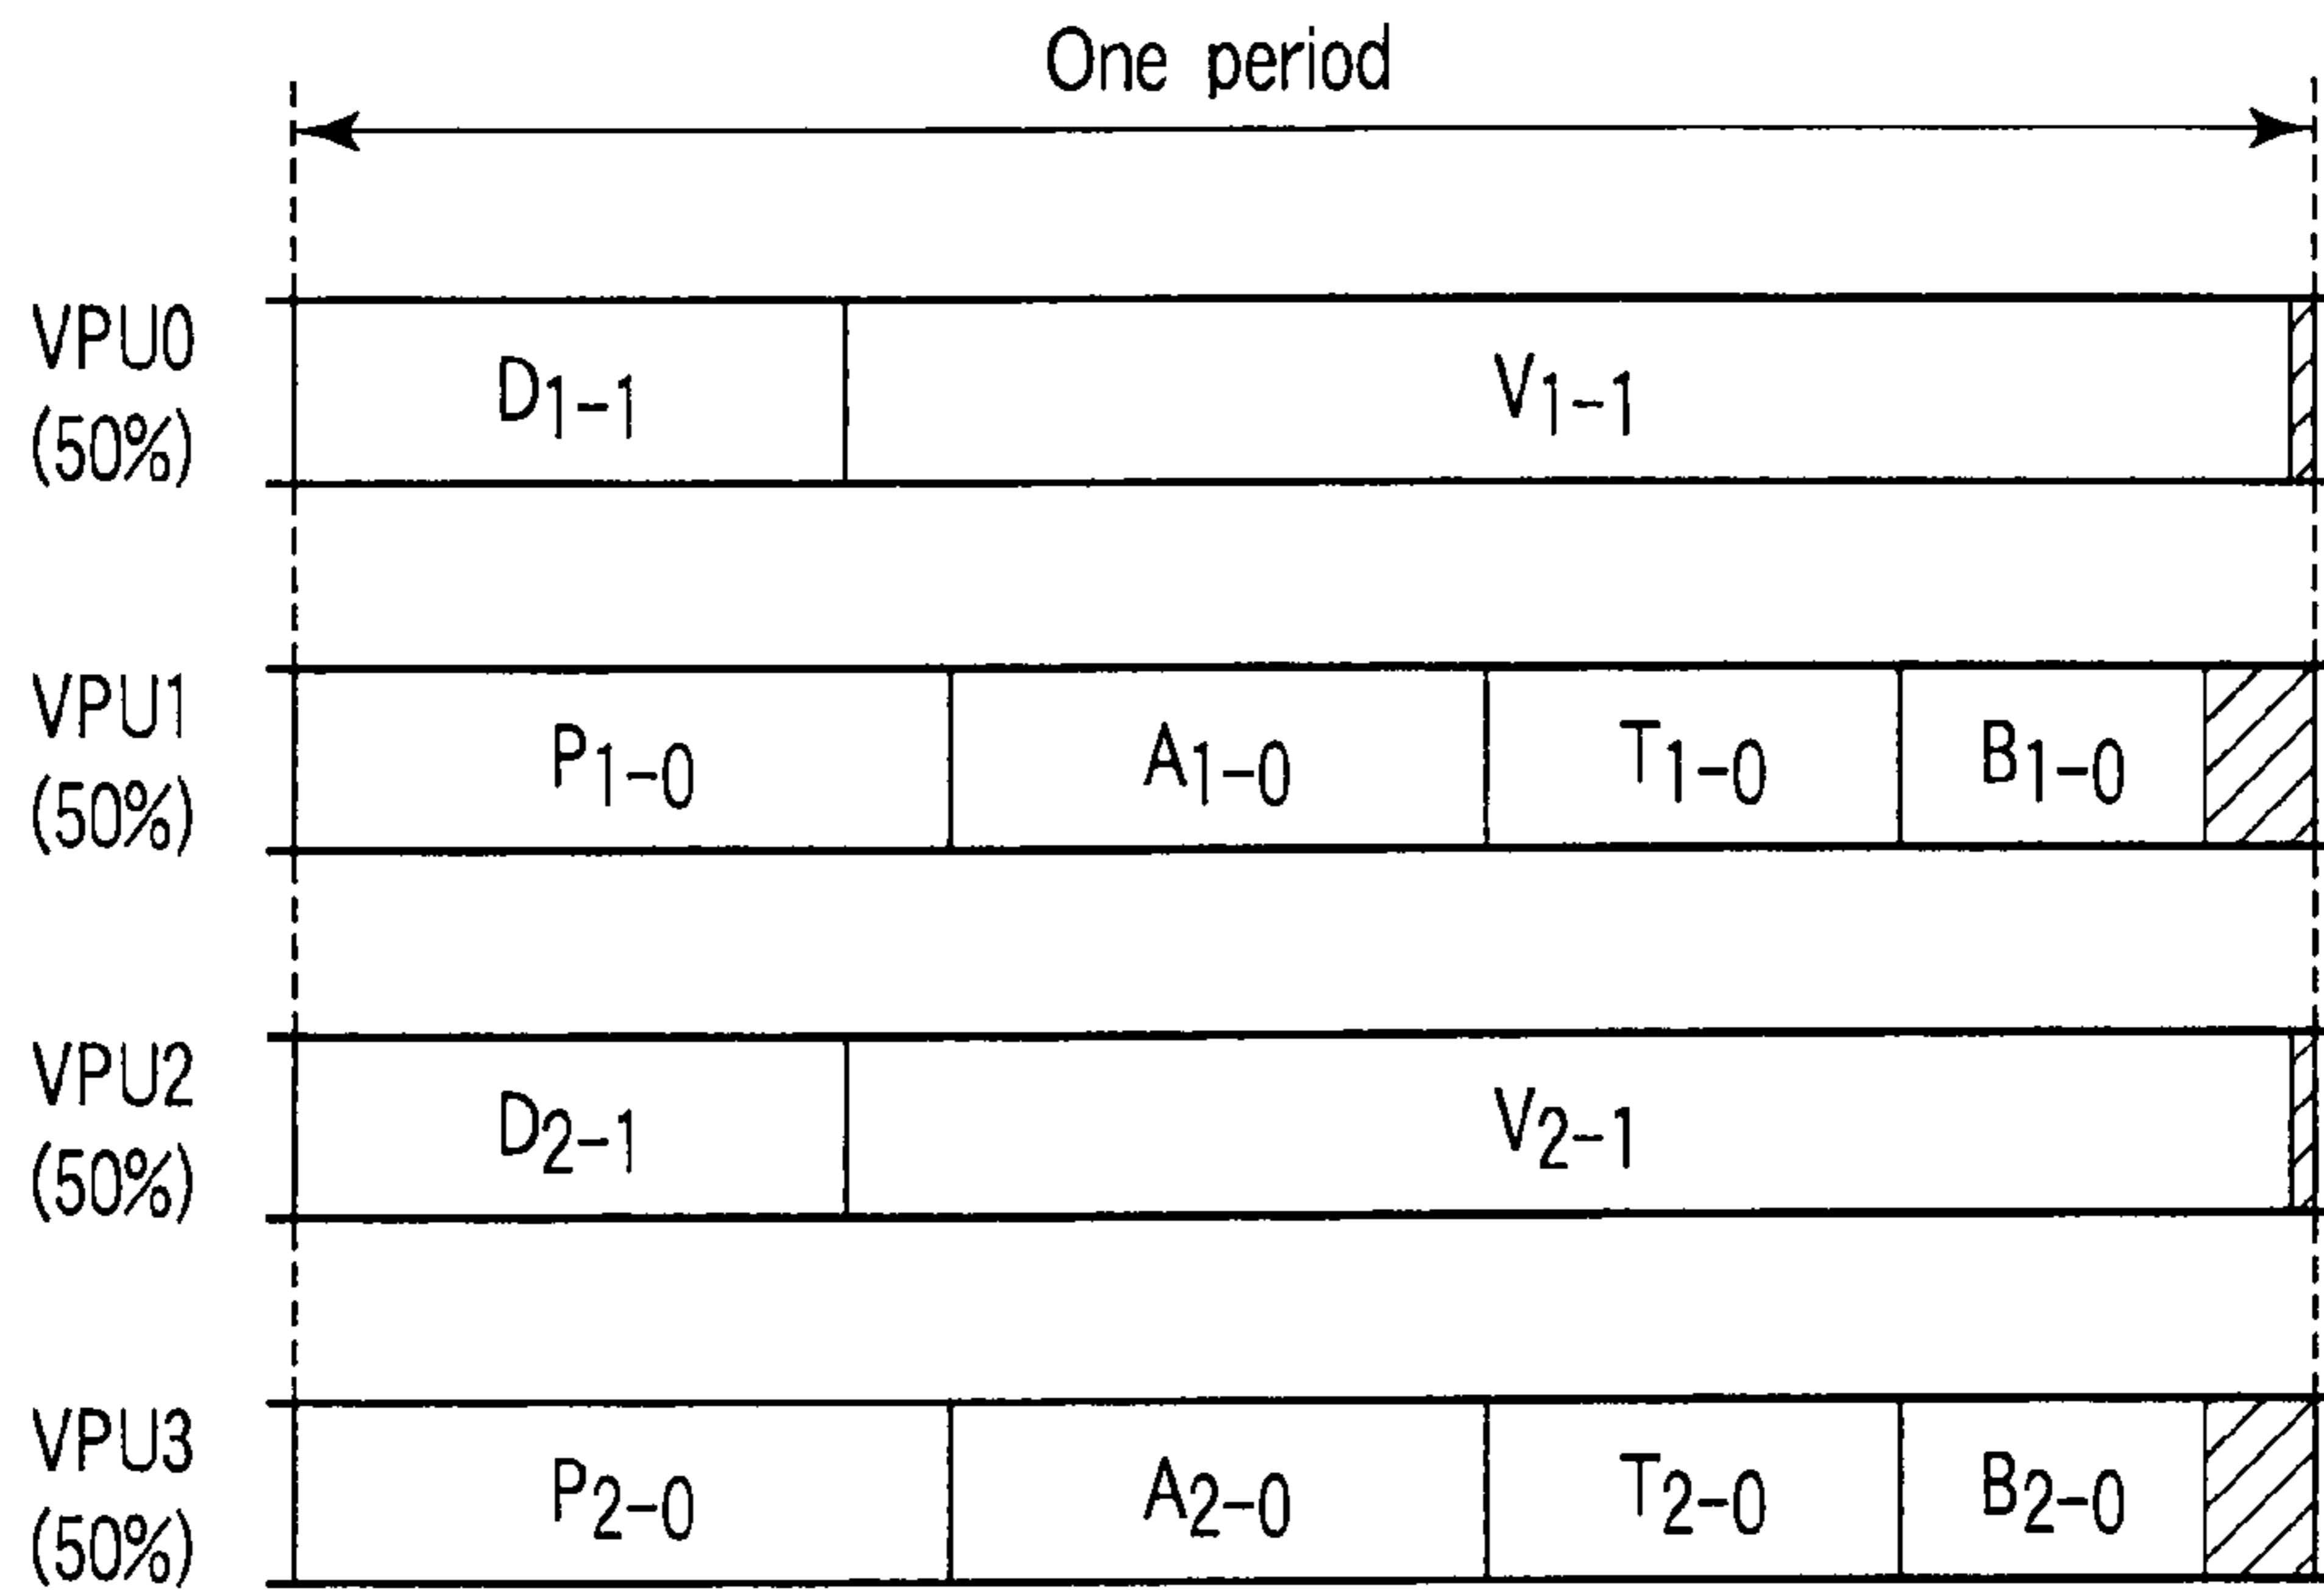 One period
VPU0
(50%)
D1-1 V1-1
VPU1
(50%)
P1-0 A1-0 T1-0 B1-0
VPU2
(50%)
D2-1 V2-1
VPU3
(50%)
P2-0 A2-0 T2-0 B2-0